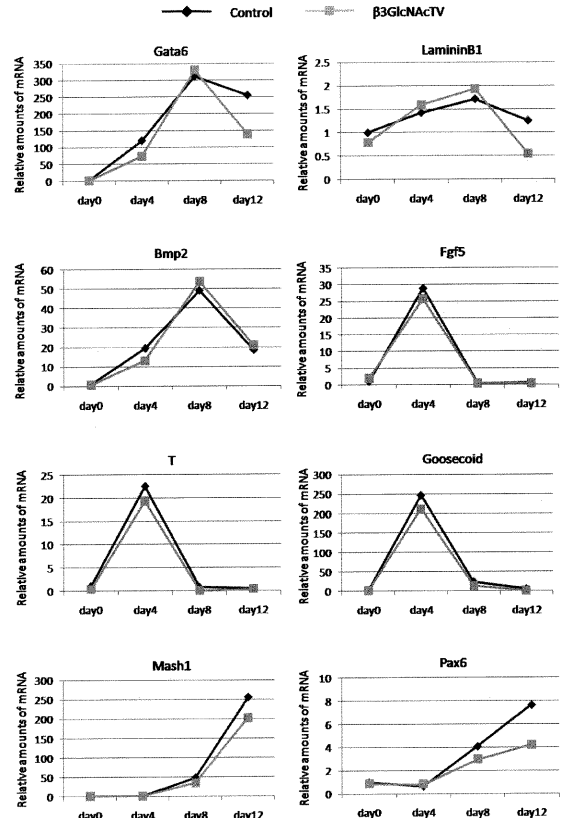 Control β3GlcNAcTV
Gata6
Relative amounts of mRNA
350
300
250
200
150
100
50
0
day0 day4 day8 day12
LamininB1
Relative amounts of mRNA
2.5
2
1.5
1
0.5
0
day0 day4 day8 day12
Bmp2
Relative amounts of mRNA
60
50
40
30
20
10
0
day0 day4 day8 day12
Fgf5
Relative amounts of mRNA
35
30
25
20
15
10
5
0
day0 day4 day8 day12
T
Relative amounts of mRNA
25
20
15
10
5
0
day0 day4 day8 day12
Goosecoid
Relative amounts of mRNA
300
250
200
150
100
50
0
day0 day4 day8 day12
Mash1
Relative amounts of mRNA
300
250
200
150
100
50
0
day0 day4 day8 day12
Pax6
Relative amounts of mRNA
10
8
6
4
2
0
day0 day4 day8 day12